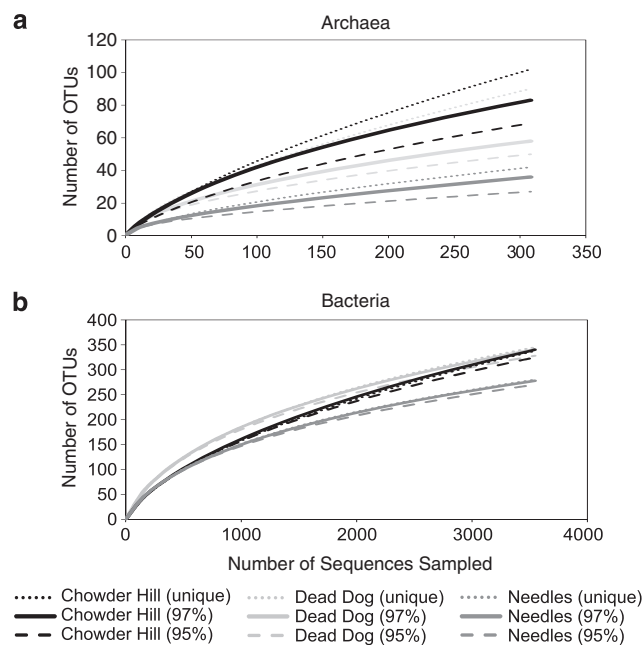 a
Archaea
120
100
80
60
40
20
0
Number of OTUs
0 50 100 150 200 250 300 350
b
Bacteria
400
350
300
250
200
150
100
50
0
Number of OTUs
0 1000 2000 3000 4000
Number of Sequences Sampled
Chowder Hill (unique) Dead Dog (unique) Needles (unique)
Chowder Hill (97%) Dead Dog (97%) Needles (97%)
Chowder Hill (95%) Dead Dog (95%) Needles (95%)